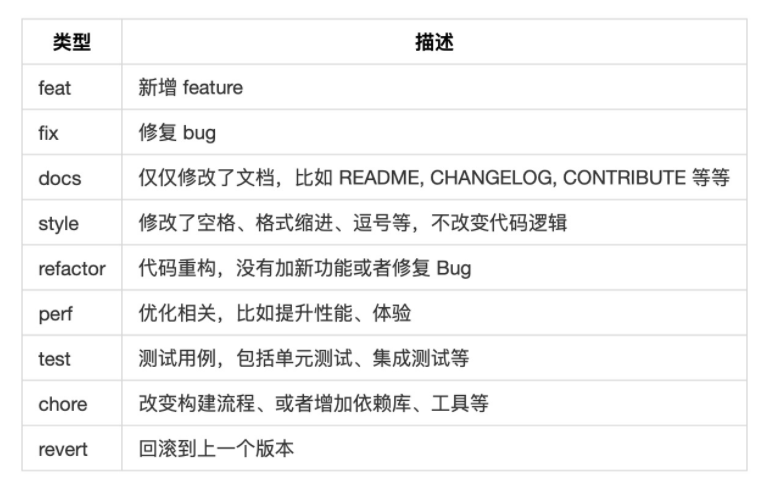 类型 描述
feat 新增 feature
fix 修复 bug
docs 仅仅修改了文档，比如 README, CHANGELOG, CONTRIBUTE 等等
style 修改了空格、格式缩进、逗号等，不改变代码逻辑
refactor 代码重构，没有加新功能或者修复 Bug
perf 优化相关，比如提升性能、体验
test 测试用例，包括单元测试、集成测试等
chore 改变构建流程、或者增加依赖库、工具等
revert 回滚到上一个版本